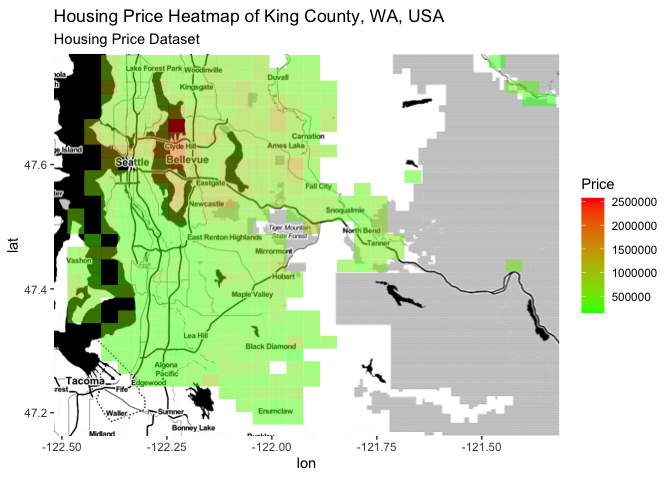 Housing Price Heatmap of King County, WA, USA
Housing Price Dataset
Lake Forest Park
Woodinville
Kingsgate
Duvall
Carnation
Ames Lake
Clyde Hill
Seattle
Bellevue
Eastgate
Fall City
Newcastle
Snoqualmie
Tiger Mountain
State Forest
North Bend
Tanner
East Renton Highlands
Mirrormont
Vashon
Hobart
Maple Valley
Lea Hill
Black Diamond
Algona
Pacific
Tacoma
Edgewood
Fife
Waller
Sumner
Enumclaw
Midland
Bonney Lake
47.6
47.4
47.2
lat
-122.50
-122.25
-122.00
-121.75
-121.50
lon
Price
2500000
2000000
1500000
1000000
500000